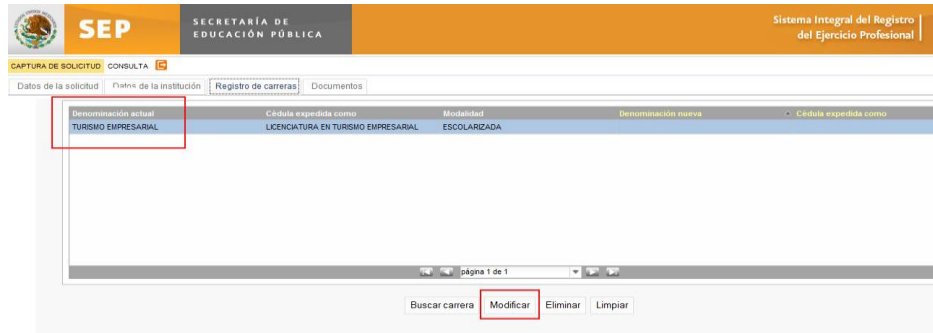 SEP
SECRETARÍA DE
EDUCACIÓN PÚBLICA
Sistema Integral del Registro
del Ejercicio Profesional
CAPTURA DE SOLICITUD CONSULTA
Datos de la solicitud Datos de la institución Registro de carreras Documentos
Denominación actual Cédula expedida como Modalidad Denominación nueva Cédula expedida como
TURISMO EMPRESARIAL LICENCIATURA EN TURISMO EMPRESARIAL ESCOLARIZADA
página 1 de 1
Buscar carrera Modificar Eliminar Limpiar